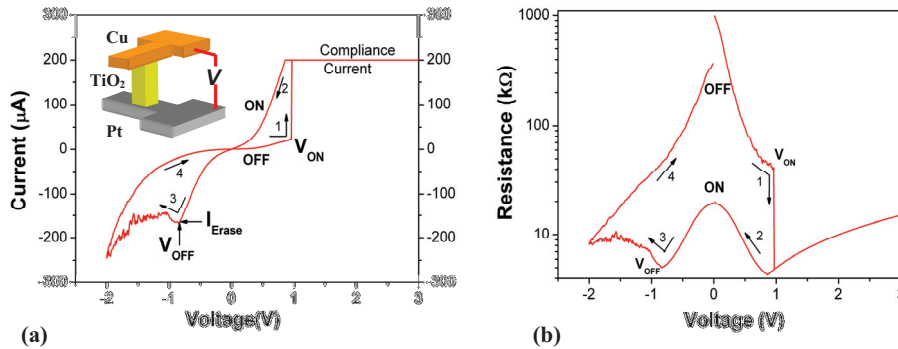 300
200
100
0
-100
-200
-300
Current (μA)
Cu
TiO2
Pt
V
Compliance
Current
ON
2
1
OFF
VON
4
3
IErase
VOFF
300
200
100
0
-100
-200
-300
-2 -1 0 1 2 3
Voltage(V)
(a)
1000
100
10
Resistance (kΩ)
OFF
VON
1
4
ON
3
2
VOFF
-2 -1 0 1 2 3
Voltage (V)
(b)